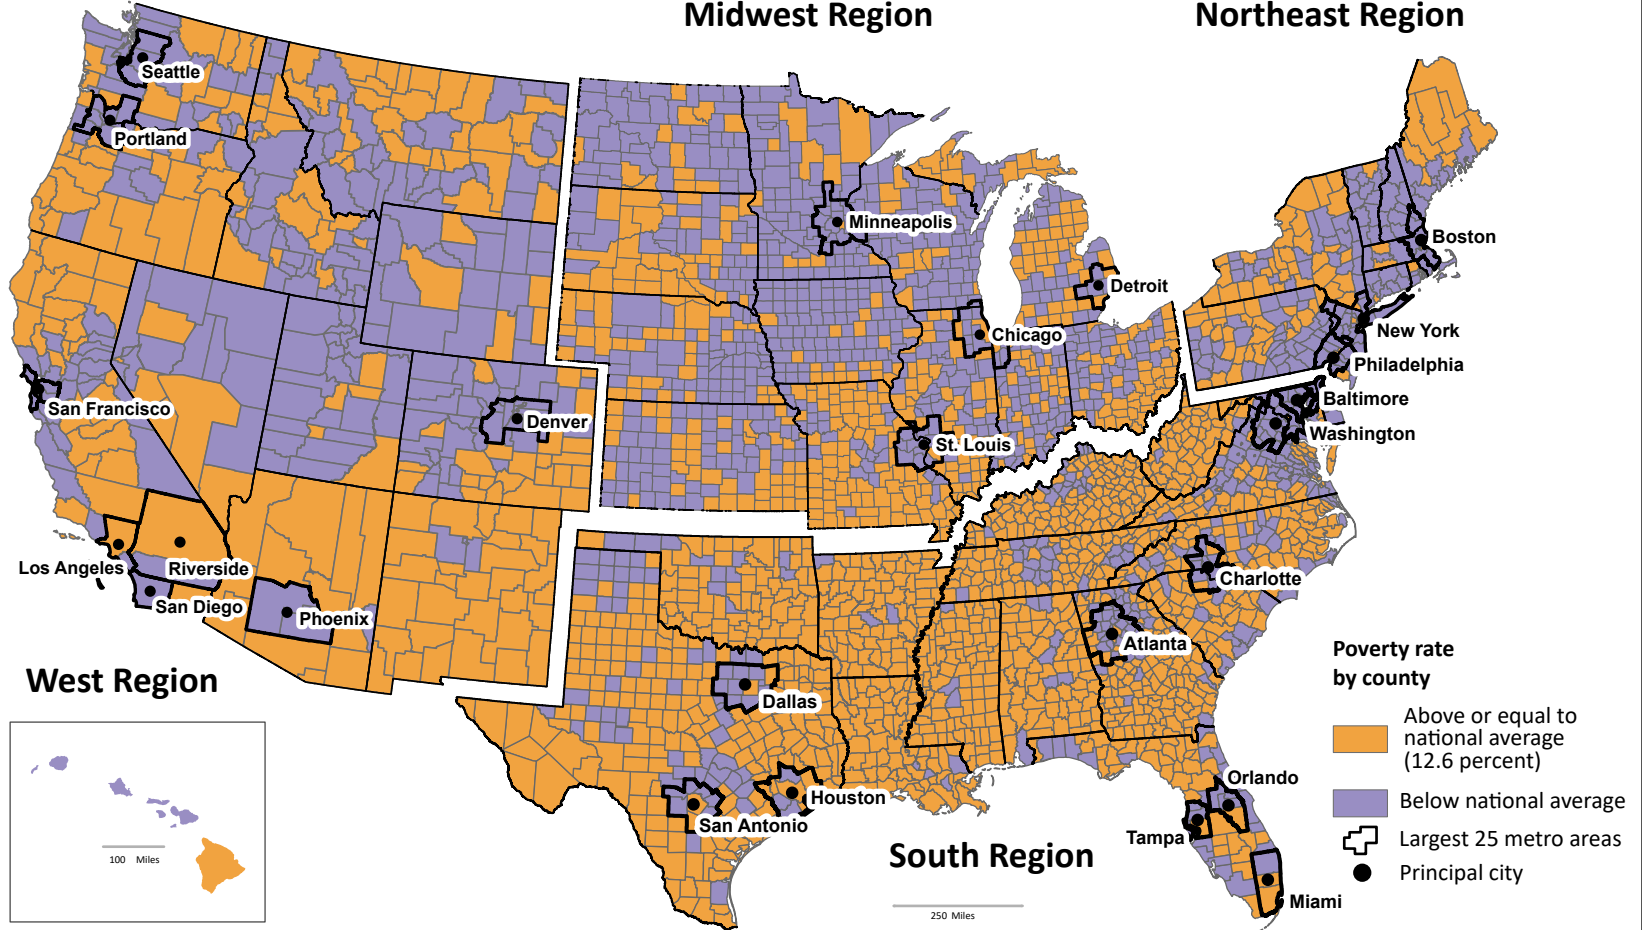 Midwest Region
Northeast Region
Seattle
Portland
Minneapolis
Boston
Detroit
New York
Chicago
Philadelphia
Baltimore
San Francisco
Denver
Washington
St. Louis
Los Angeles
Riverside
Charlotte
San Diego
Phoenix
Atlanta
West Region
Dallas
Poverty rate
by county
Above or equal to
national average
(12.6 percent)
Orlando
Houston
Below national average
San Antonio
Tampa
Largest 25 metro areas
South Region
100 Miles
Principal city
Miami
250 Miles